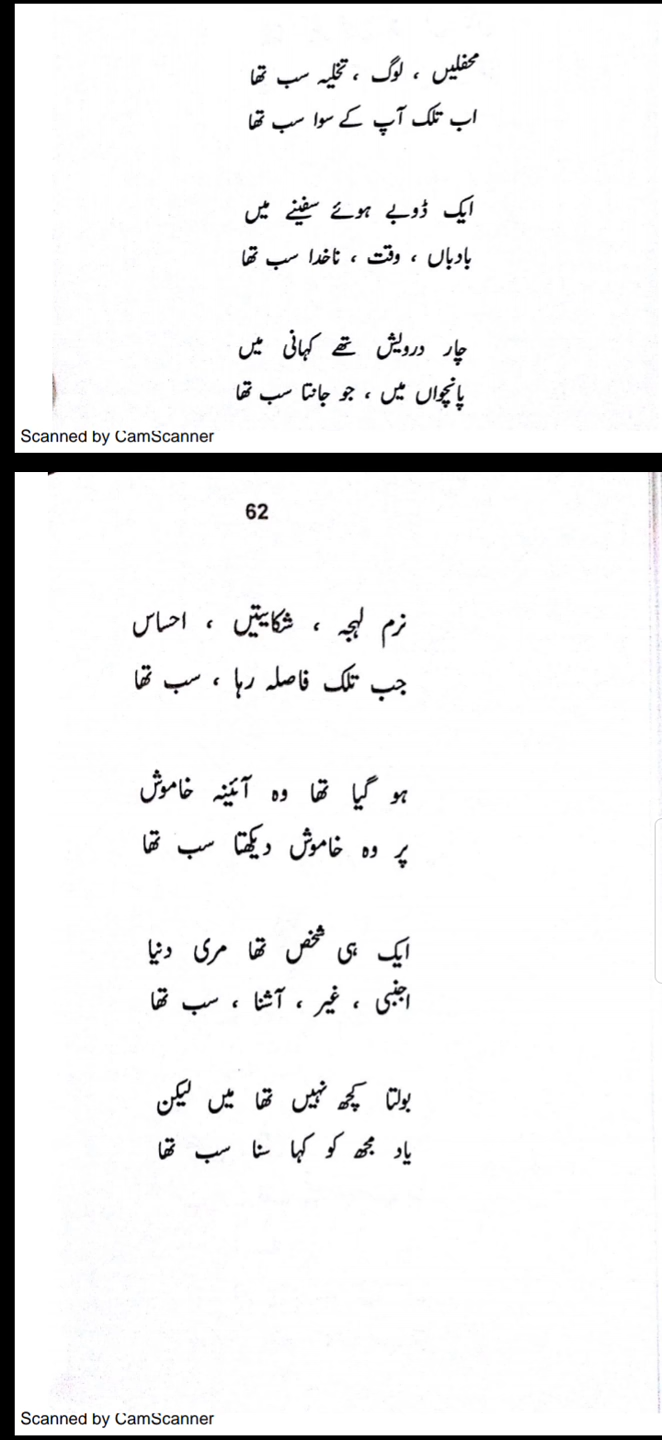 محفلیں ، لوگ ، تخلیہ سب تھا
اب تلک آپ کے سوا سب تھا
ایک ڈوبے ہوئے سفینے میں
بادباں ، وقت ، ناخدا سب تھا
چار درویش تھے کہانی میں
پانچواں میں ، جو جانتا سب تھا
Scanned by CamScanner
62
نرم لہجہ ، شکایتیں ، احساس
جب تلک فاصلہ رہا ، سب تھا
ہو گیا تھا وہ آئینہ خاموش
پر وہ خاموش دیکھتا سب تھا
ایک ہی شخص تھا مری دنیا
اجنبی ، غیر ، آشنا ، سب تھا
بولتا کچھ نہیں تھا میں لیکن
یاد مجھ کو کہا سنا سب تھا
Scanned by CamScanner